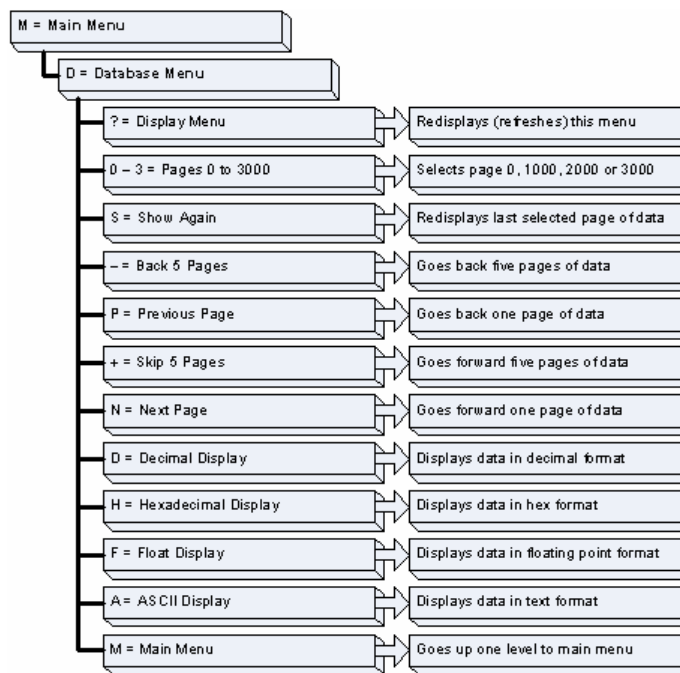 M = Main Menu
D = Database Menu
? = Display Menu
Redisplays (refreshes) this menu
0 – 3 = Pages 0 to 3000
Selects page 0, 1000, 2000 or 3000
S = Show Again
Redisplays last selected page of data
– = Back 5 Pages
Goes back five pages of data
P = Previous Page
Goes back one page of data
+ = Skip 5 Pages
Goes forward five pages of data
N = Next Page
Goes forward one page of data
D = Decimal Display
Displays data in decimal format
H = Hexadecimal Display
Displays data in hex format
F = Float Display
Displays data in floating point format
A = ASCII Display
Displays data in text format
M = Main Menu
Goes up one level to main menu